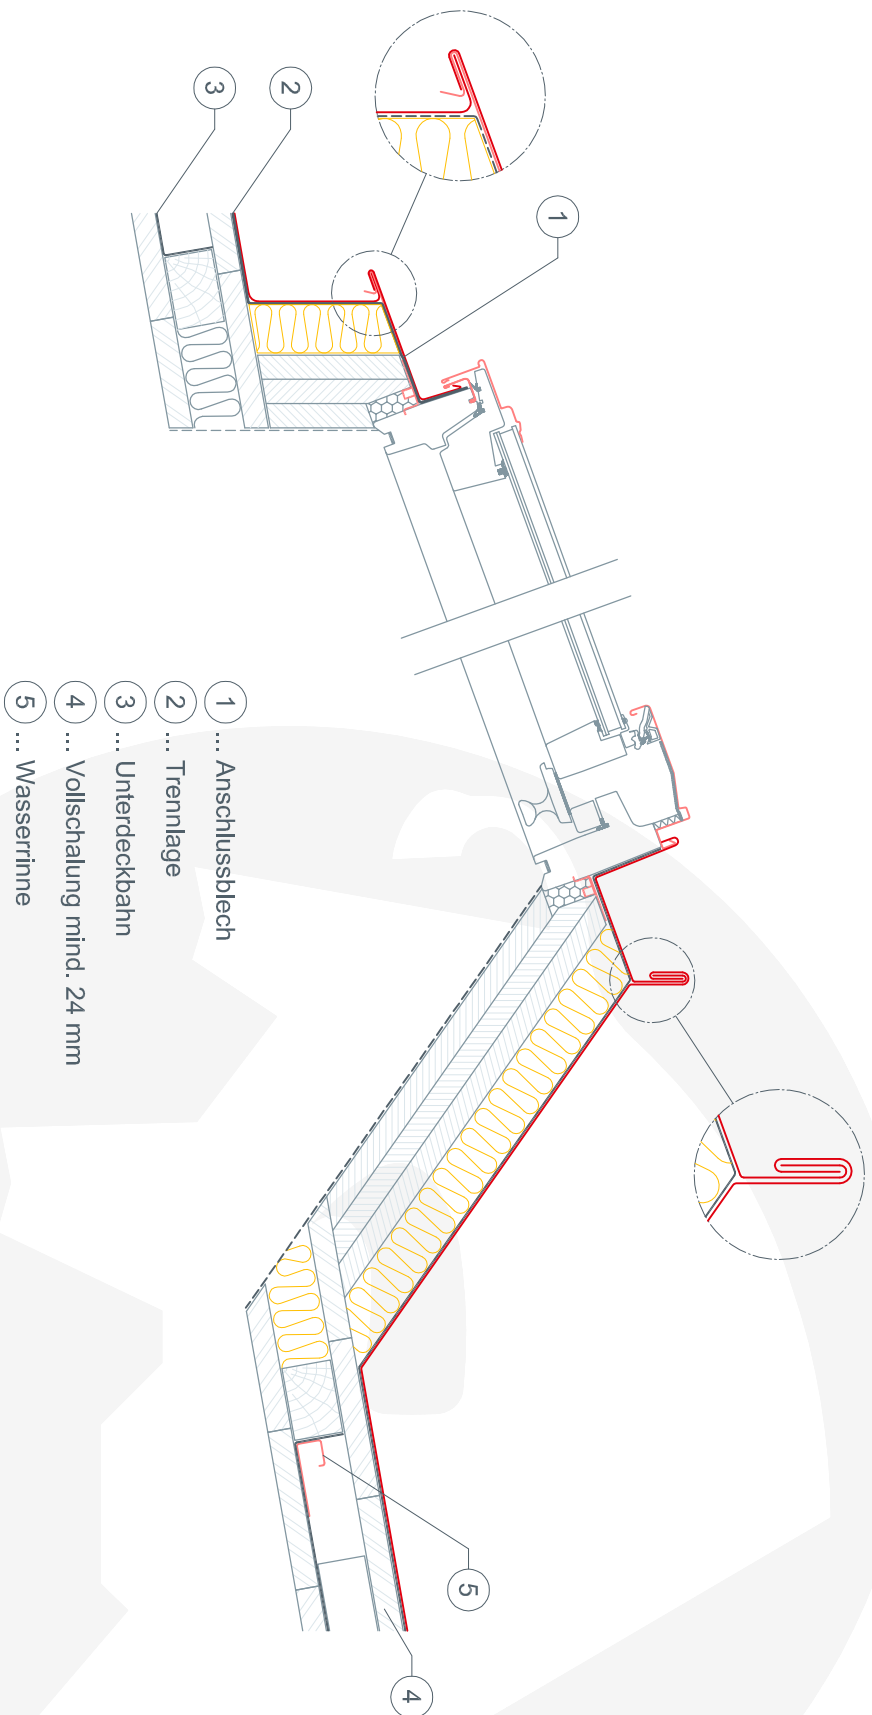 3
2
1
5
4
1 ... Anschlussblech
2 ... Trennlage
3 ... Unterdeckbahn
4 ... Vollschalung mind. 24 mm
5 ... Wasserrinne